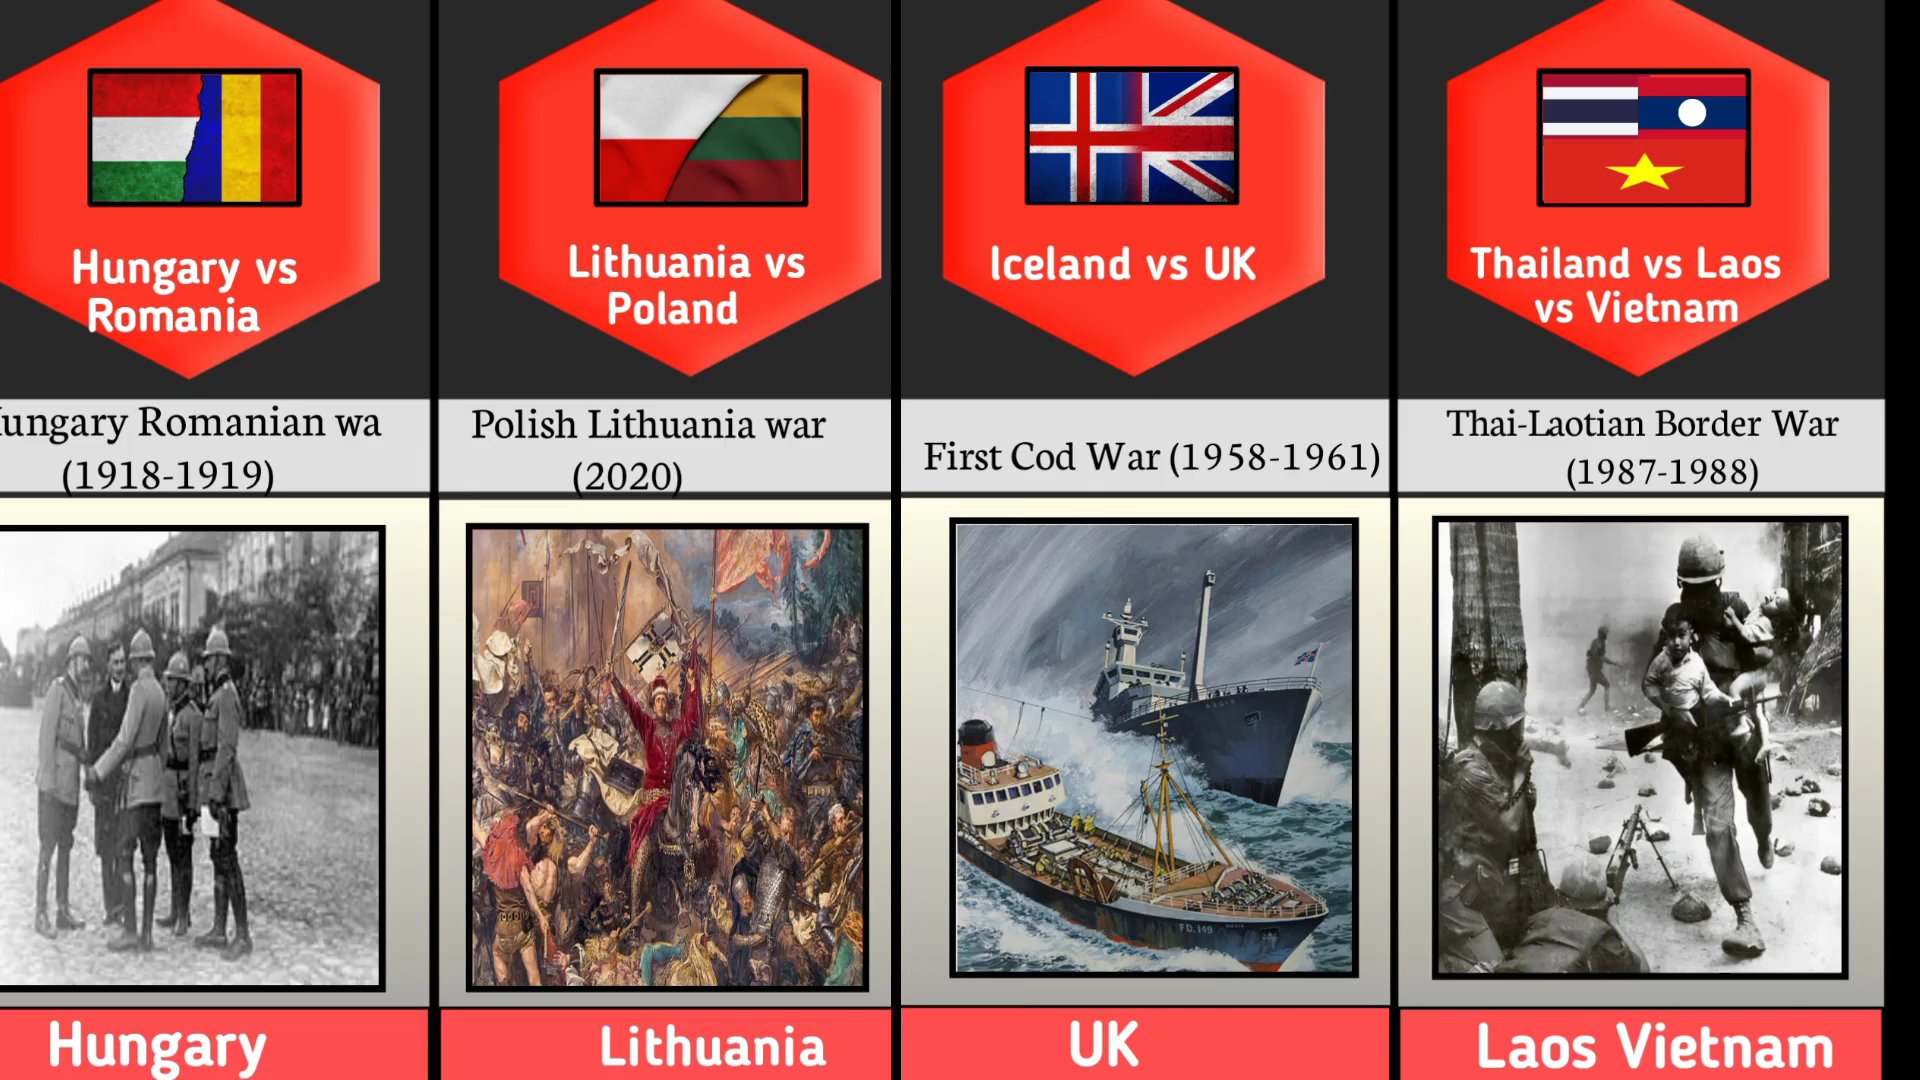 Hungary vs
Romania
Lithuania vs
Poland
Iceland vs UK
Thailand vs Laos
vs Vietnam
ungary Romanian wa
(1918-1919)
Polish Lithuania war
(2020)
First Cod War (1958-1961)
Thai-Laotian Border War
(1987-1988)
FD. 149
Hungary
Lithuania
UK
Laos Vietnam